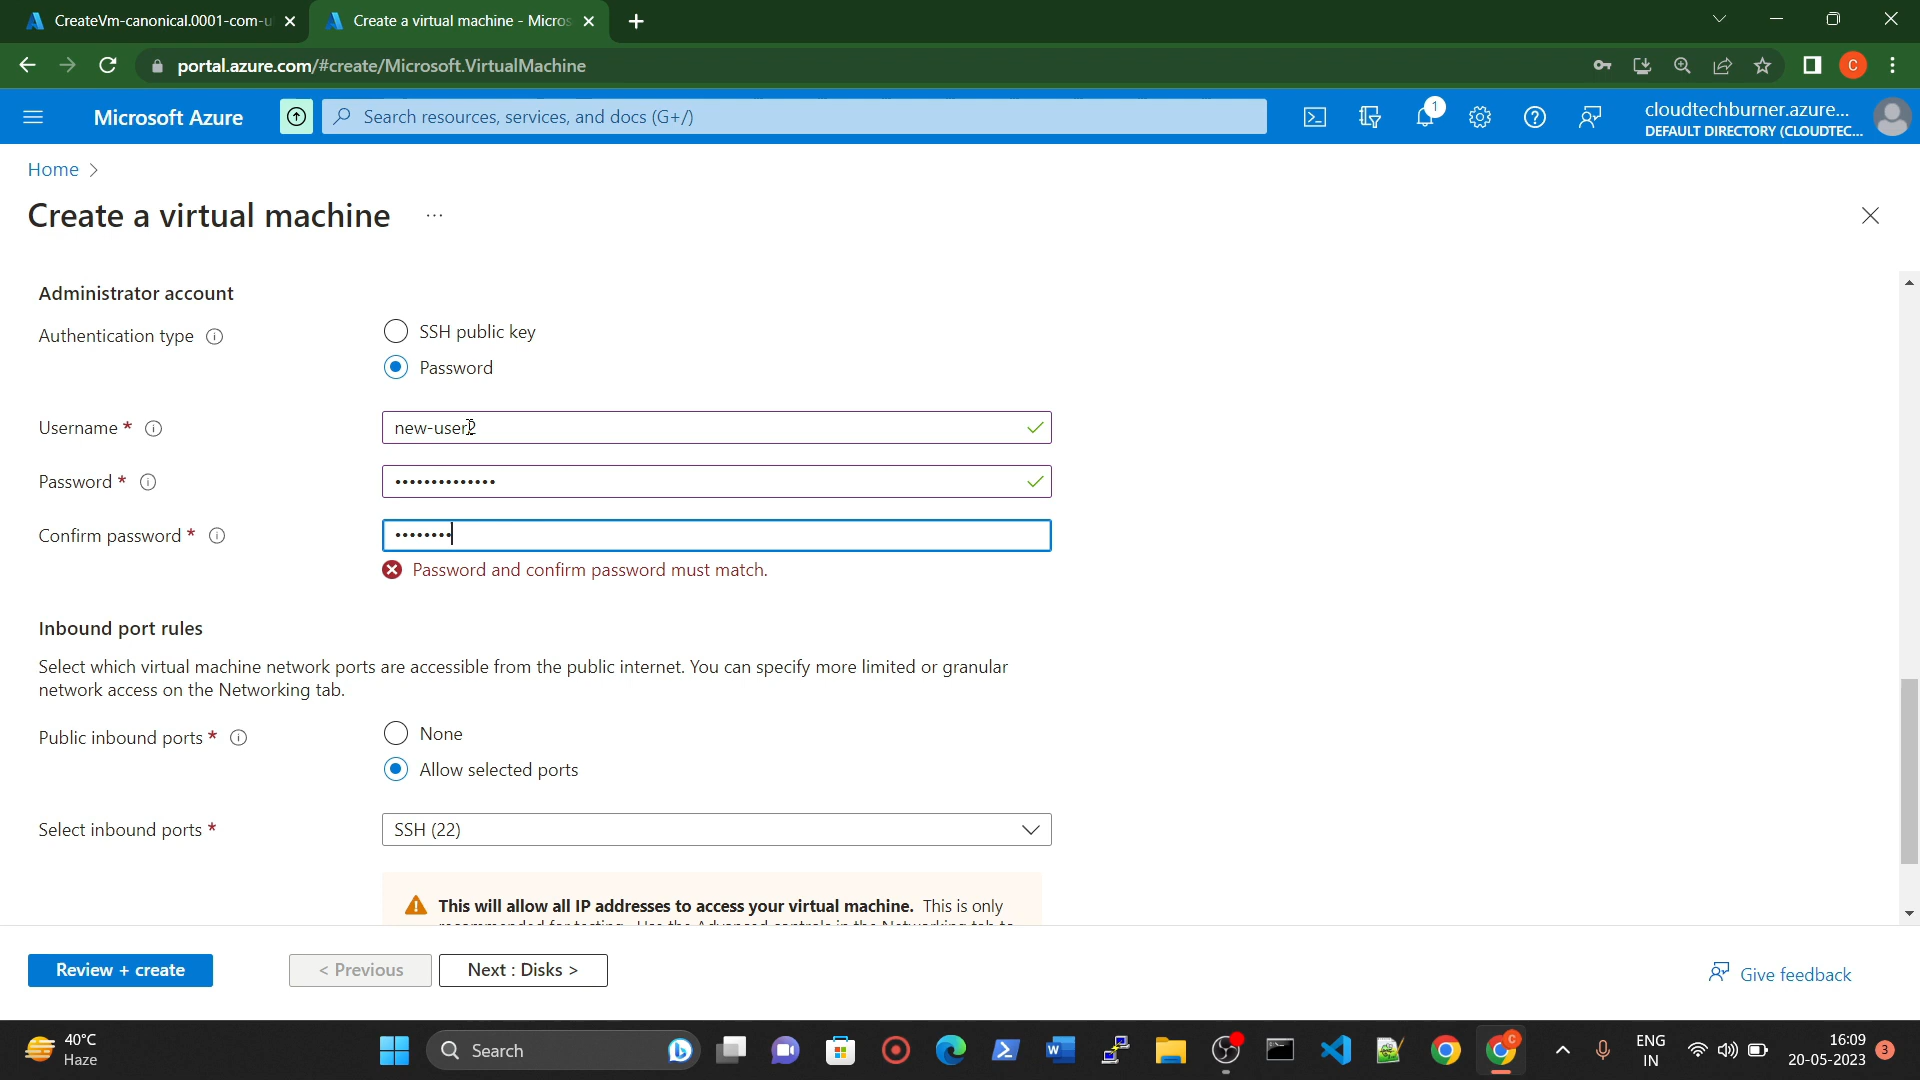 CreateVm-canonical.0001-com-u
Create a virtual machine - Micros
portal.azure.com/#create/Microsoft.VirtualMachine
C
Microsoft Azure
Search resources, services, and docs (G+/)
1
cloudtechburner.azure...
DEFAULT DIRECTORY (CLOUDTEC...
Home >
Create a virtual machine ...
Administrator account
Authentication type
SSH public key
Password
Username *
new-user2
Password *
••••••••••••••
Confirm password *
••••••••
Password and confirm password must match.
Inbound port rules
Select which virtual machine network ports are accessible from the public internet. You can specify more limited or granular
network access on the Networking tab.
Public inbound ports *
None
Allow selected ports
Select inbound ports *
SSH (22)
This will allow all IP addresses to access your virtual machine. This is only
Review + create
< Previous
Next : Disks >
Give feedback
40°C
Haze
Search
ENG
IN
16:09
20-05-2023
3